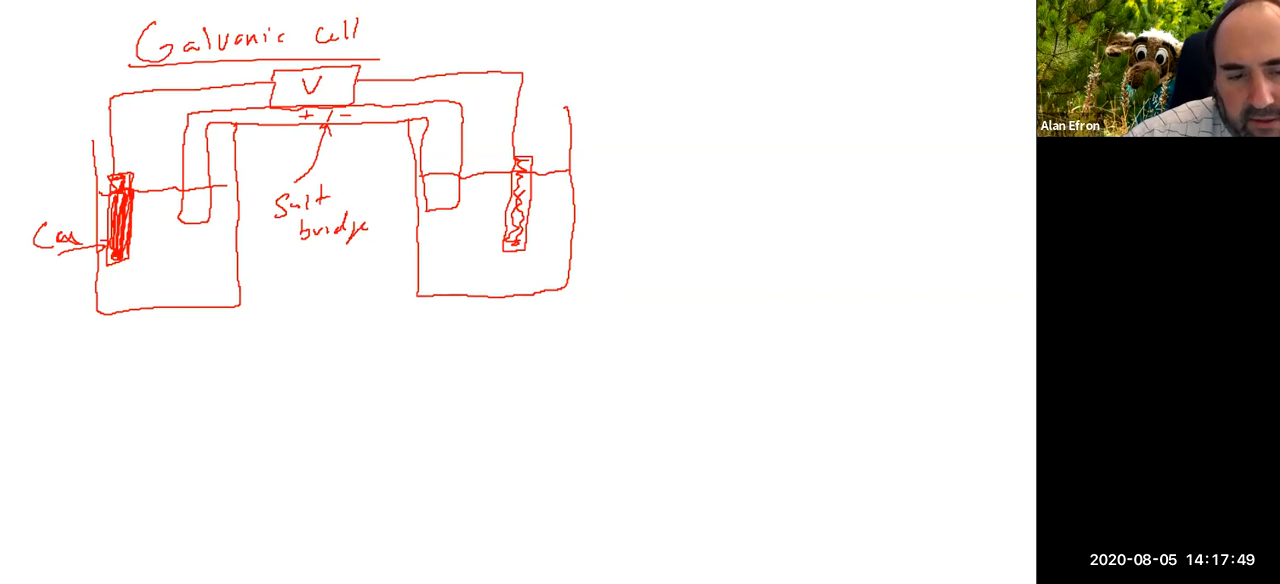 Galvanic cell
V
+ / -
Salt
bridge
Cu
Alan Efron
2020-08-05 14:17:49